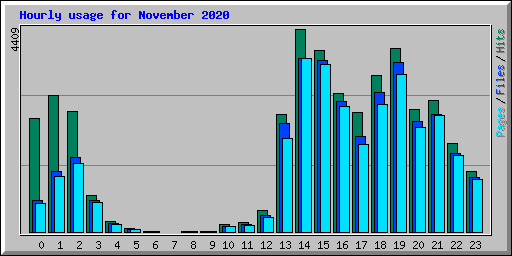 Hourly usage for November 2020
4409
Pages/Files/Hits
0 1 2 3 4 5 6 7 8 9 10 11 12 13 14 15 16 17 18 19 20 21 22 23